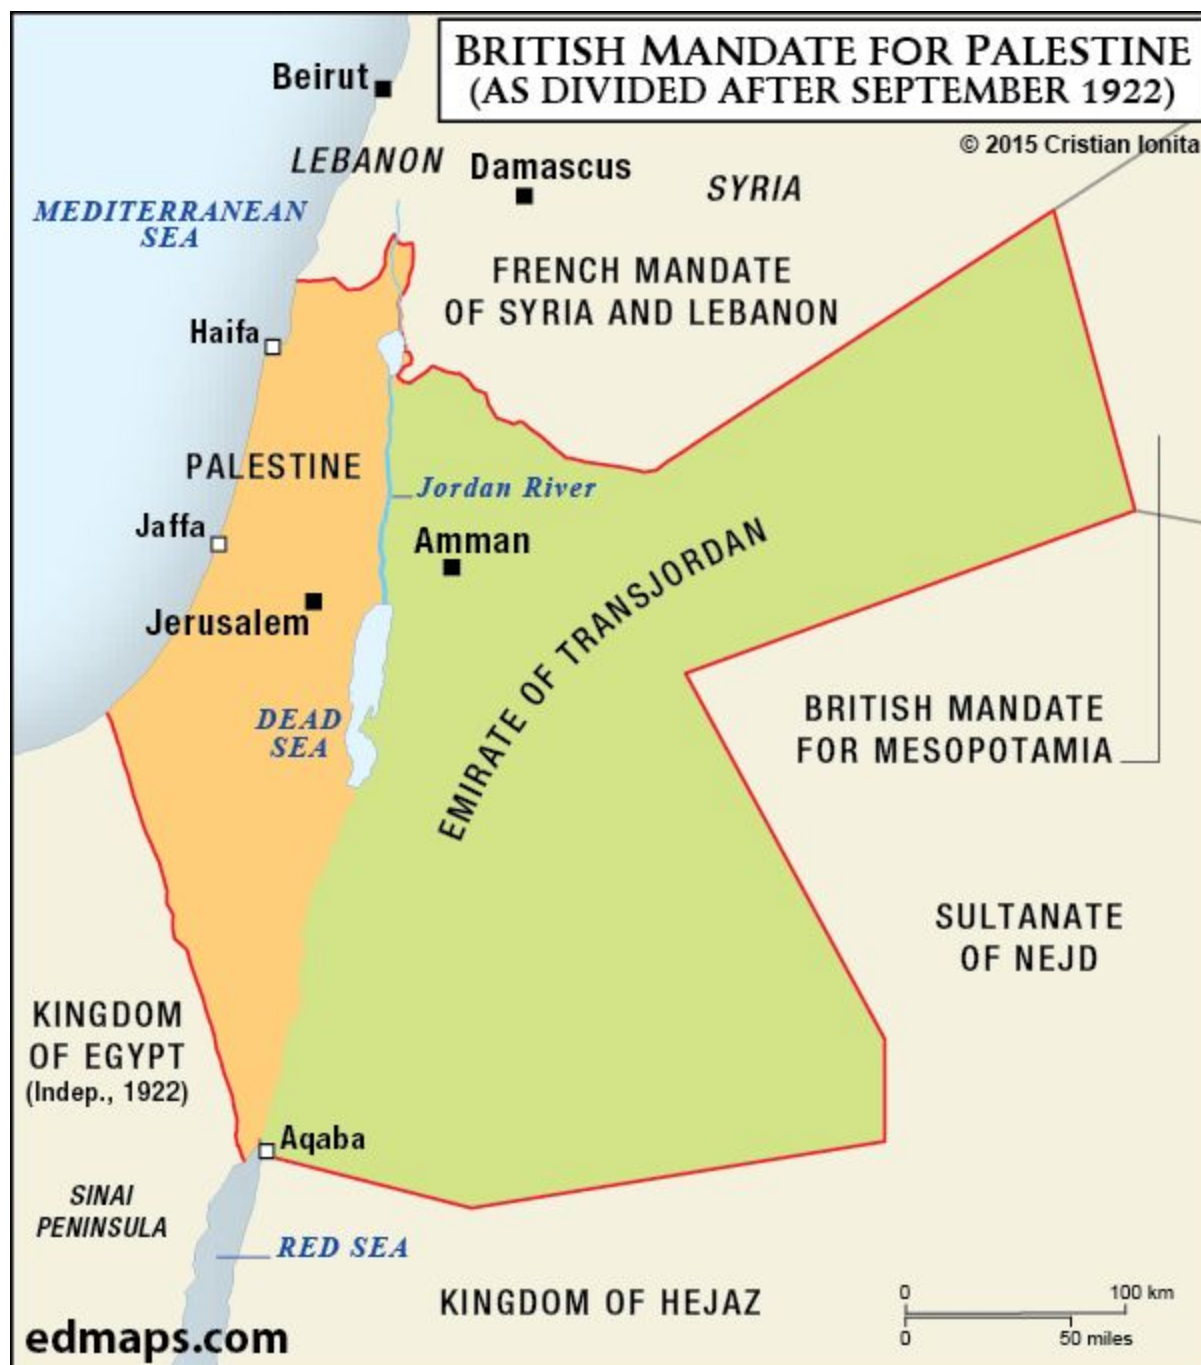 BRITISH MANDATE FOR PALESTINE
(AS DIVIDED AFTER SEPTEMBER 1922)
© 2015 Cristian Ionita
Beirut
LEBANON
Damascus
SYRIA
MEDITERRANEAN
SEA
FRENCH MANDATE
OF SYRIA AND LEBANON
Haifa
PALESTINE
Jordan River
Jaffa
Amman
Jerusalem
EMIRATE OF TRANSJORDAN
DEAD
SEA
BRITISH MANDATE
FOR MESOPOTAMIA
SULTANATE
OF NEJD
KINGDOM
OF EGYPT
(Indep., 1922)
Aqaba
SINAI
PENINSULA
RED SEA
KINGDOM OF HEJAZ
0 100 km
0 50 miles
edmaps.com